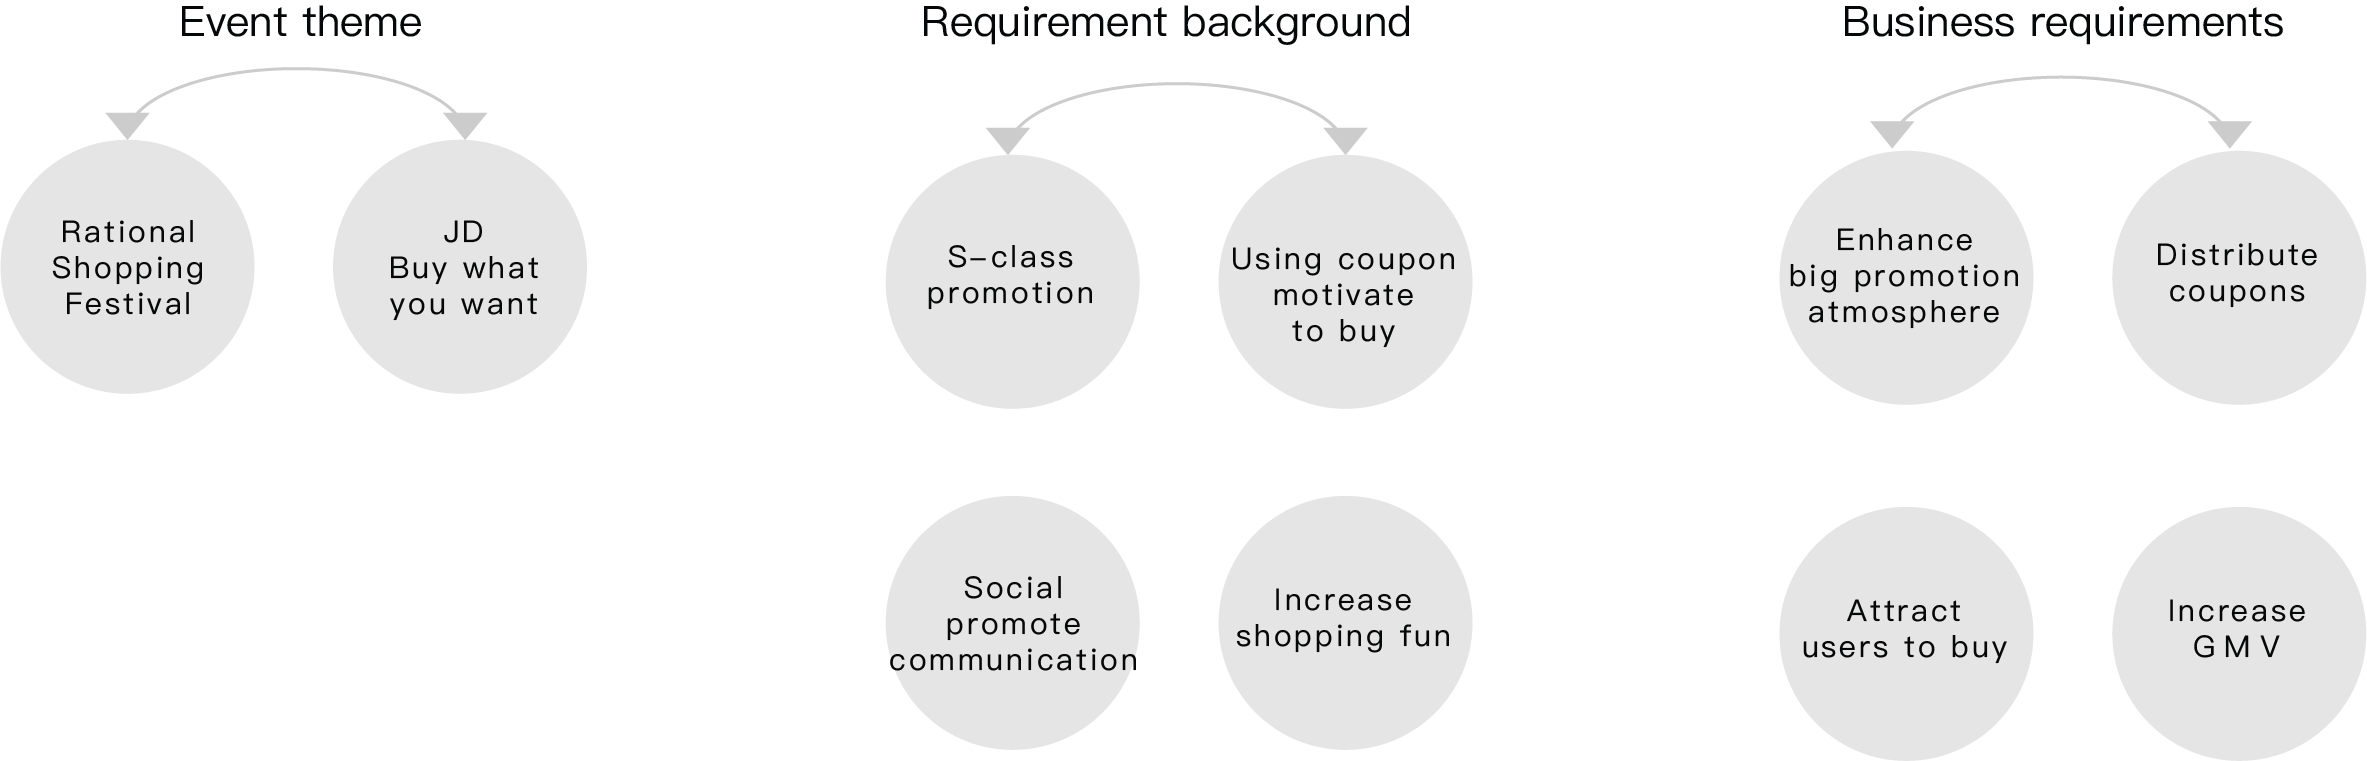 Event theme
Rational
Shopping
Festival
JD
Buy what
you want
Requirement background
S-class
promotion
Using coupon
motivate
to buy
Social
promote
communication
Increase
shopping fun
Business requirements
Enhance
big promotion
atmosphere
Distribute
coupons
Attract
users to buy
Increase
GMV